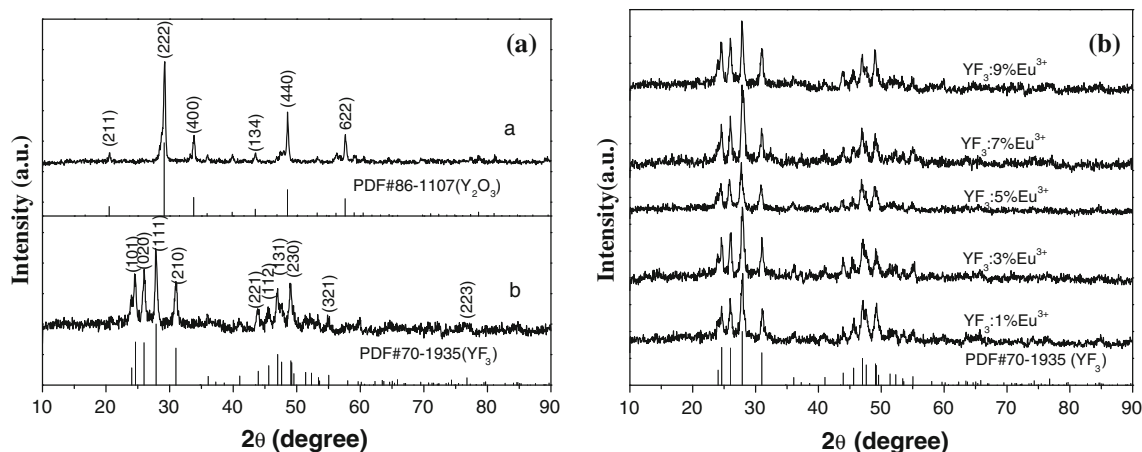 (a)
(211)
(222)
(400)
(134)
(440)
622)
a
PDF#86-1107(Y₂O₃)
(101)
(020)
(111)
(210)
(221)
(112)
(131)
(230)
(321)
(223)
b
PDF#70-1935(YF₃)
Intensity (a.u.)
10 20 30 40 50 60 70 80 90
2θ (degree)
(b)
YF₃:9%Eu³⁺
YF₃:7%Eu³⁺
YF₃:5%Eu³⁺
YF₃:3%Eu³⁺
YF₃:1%Eu³⁺
PDF#70-1935 (YF₃)
Intensity(a.u.)
10 20 30 40 50 60 70 80 90
2θ (degree)